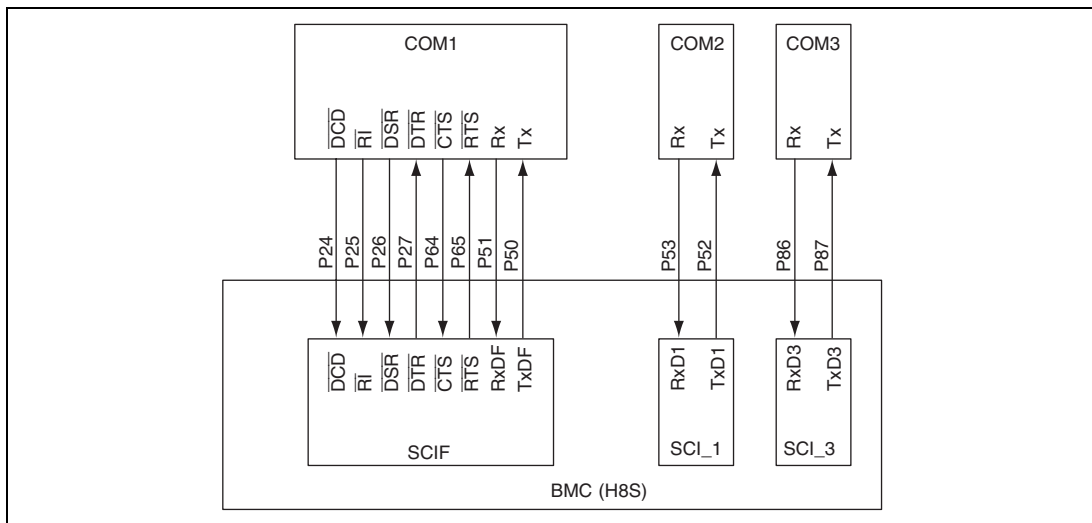 COM1 COM2 COM3
DCD RI DSR DTR CTS RTS Rx Tx Rx Tx Rx Tx
P24 P25 P26 P27 P64 P65 P51 P50 P53 P52 P86 P87
DCD RI DSR DTR CTS RTS RxDF TxDF RxD1 TxD1 RxD3 TxD3
SCIF SCI_1 SCI_3
BMC (H8S)